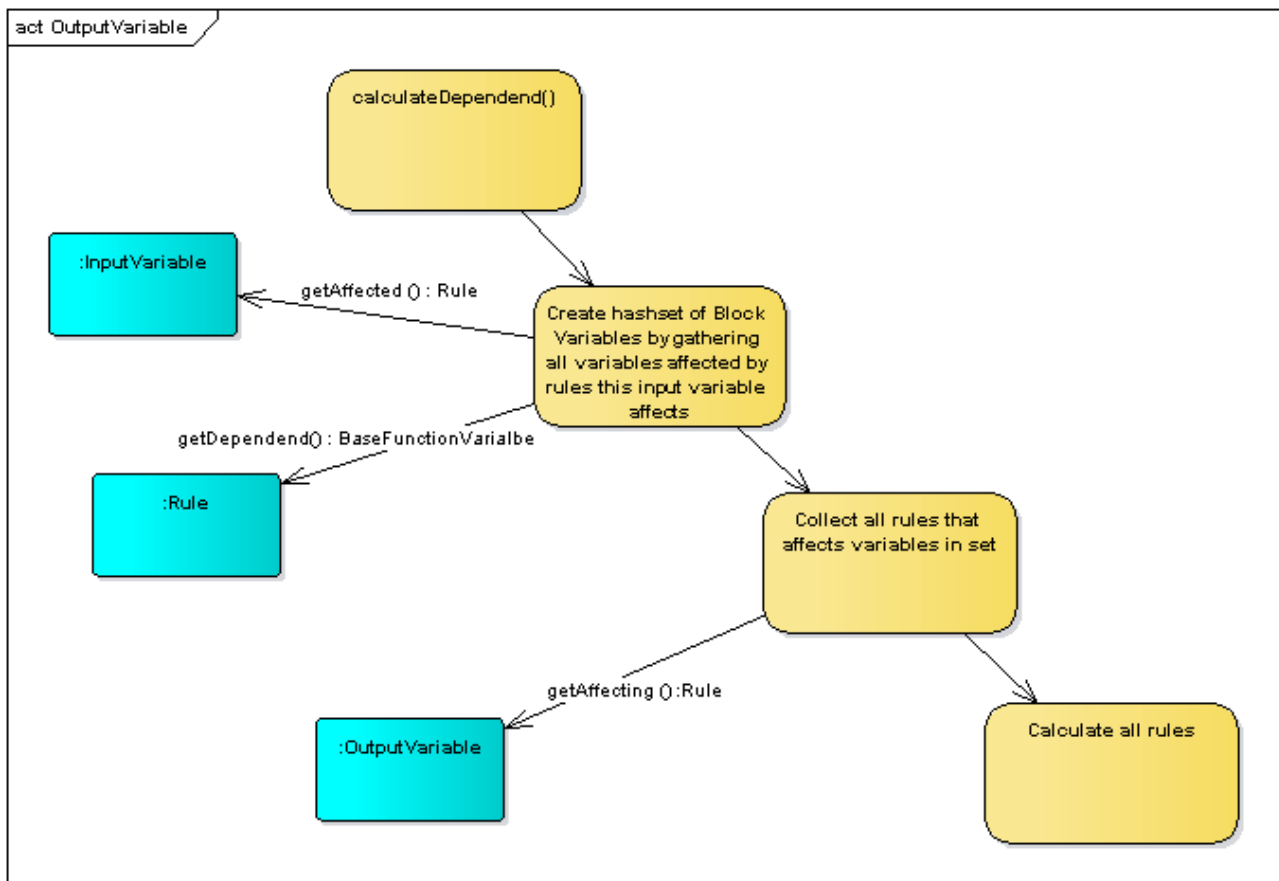 act OutputVariable
calculateDependend()
:InputVariable
getAffected () : Rule
Create hashset of Block
Variables by gathering
all variables affected by
rules this input variable
affects
getDependend() : BaseFunctionVarialbe
:Rule
Collect all rules that
affects variables in set
getAffecting () :Rule
:OutputVariable
Calculate all rules